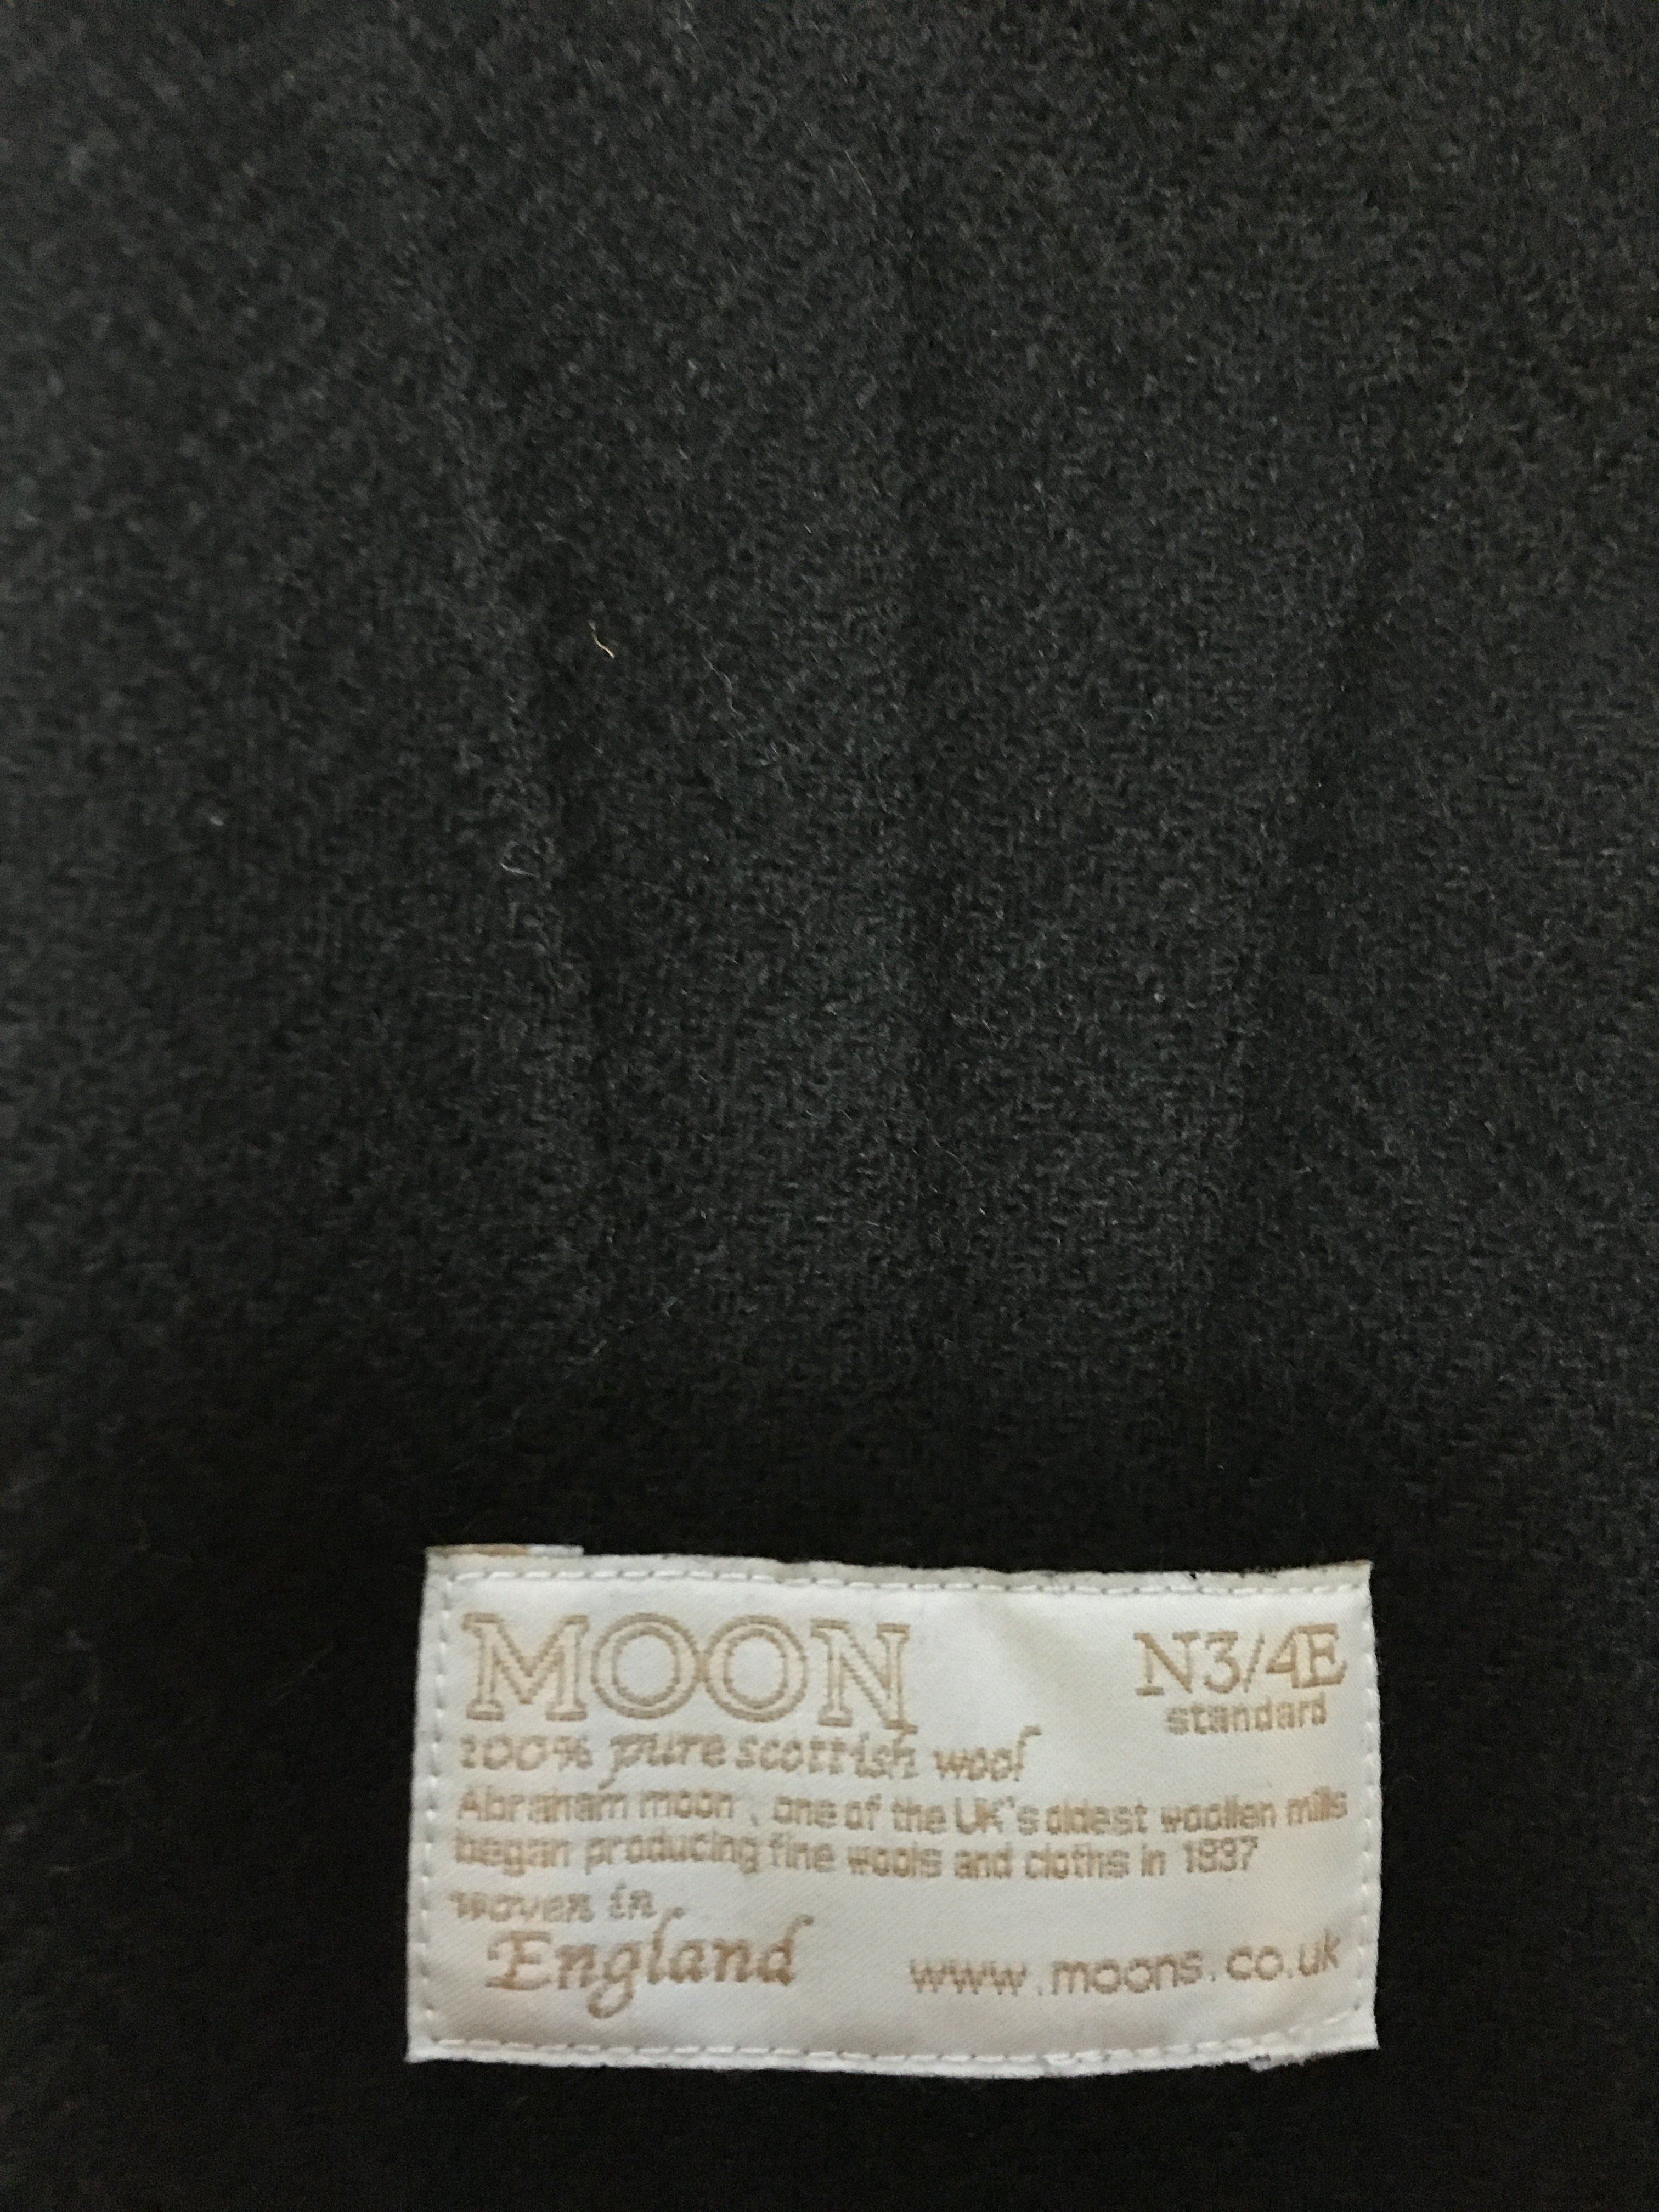 MOON
N3/4E
standard
100% pure scottish wool
Abraham moon , one of the UK's oldest woollen mills
began producing fine wools and cloths in 1837
woven in
England
www.moons.co.uk